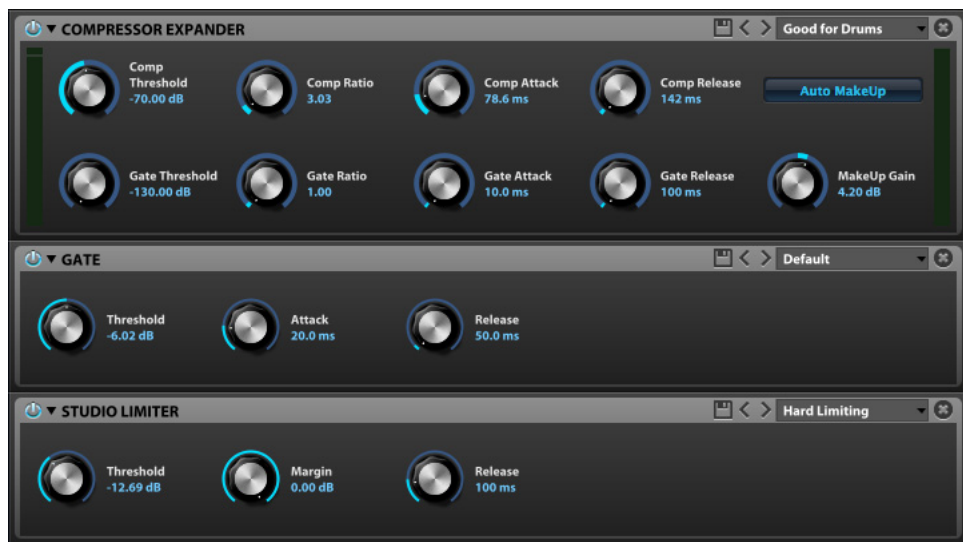 COMPRESSOR EXPANDER
Good for Drums
Comp
Threshold
-70.00 dB
Comp Ratio
3.03
Comp Attack
78.6 ms
Comp Release
142 ms
Auto MakeUp
Gate Threshold
-130.00 dB
Gate Ratio
1.00
Gate Attack
10.0 ms
Gate Release
100 ms
MakeUp Gain
4.20 dB
GATE
Default
Threshold
-6.02 dB
Attack
20.0 ms
Release
50.0 ms
STUDIO LIMITER
Hard Limiting
Threshold
-12.69 dB
Margin
0.00 dB
Release
100 ms